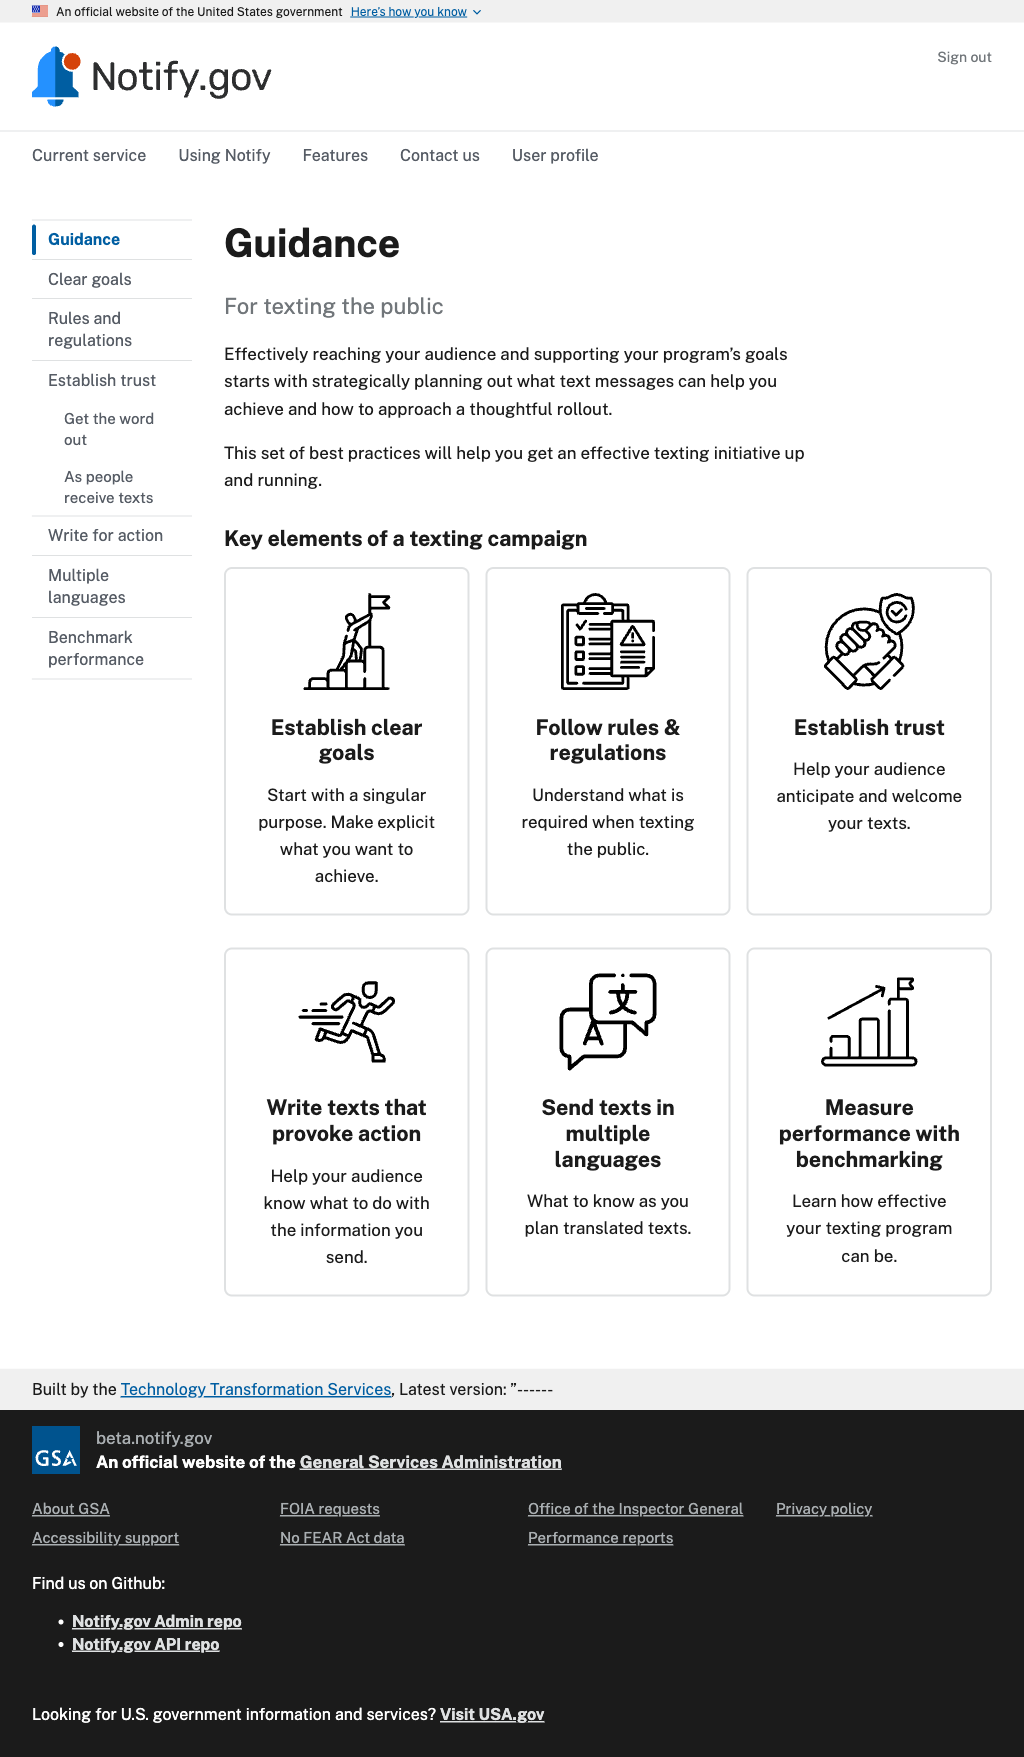 An official website of the United States government Here's how you know
Notify.gov
Sign out
Current service Using Notify Features Contact us User profile
Guidance
Clear goals
Rules and
regulations
Establish trust
Get the word
out
As people
receive texts
Write for action
Multiple
languages
Benchmark
performance
Guidance
For texting the public
Effectively reaching your audience and supporting your program's goals
starts with strategically planning out what text messages can help you
achieve and how to approach a thoughtful rollout.
This set of best practices will help you get an effective texting initiative up
and running.
Key elements of a texting campaign
Establish clear
goals
Start with a singular
purpose. Make explicit
what you want to
achieve.
Follow rules &
regulations
Understand what is
required when texting
the public.
Establish trust
Help your audience
anticipate and welcome
your texts.
Write texts that
provoke action
Help your audience
know what to do with
the information you
send.
文
A
Send texts in
multiple
languages
What to know as you
plan translated texts.
Measure
performance with
benchmarking
Learn how effective
your texting program
can be.
Built by the Technology Transformation Services, Latest version: "------
GSA
beta.notify.gov
An official website of the General Services Administration
About GSA FOIA requests Office of the Inspector General Privacy policy
Accessibility support No FEAR Act data Performance reports
Find us on Github:
• Notify.gov Admin repo
• Notify.gov API repo
Looking for U.S. government information and services? Visit USA.gov